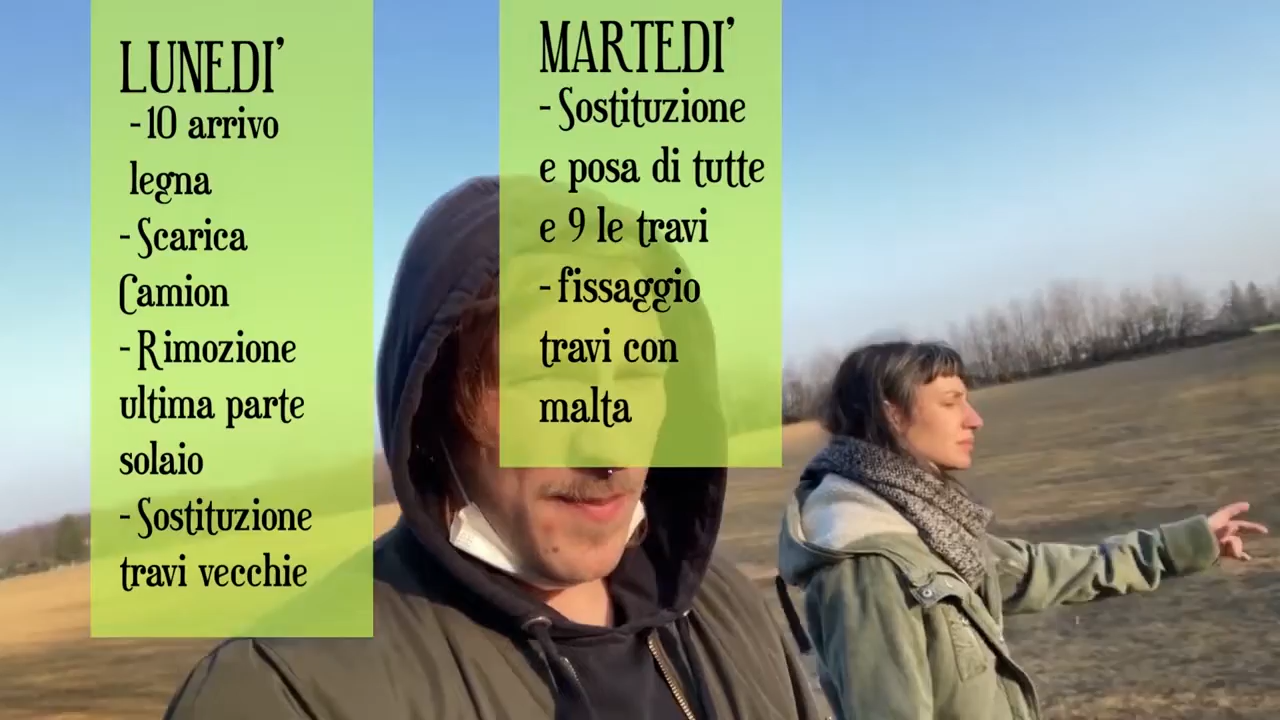 LUNEDI'
-10 arrivo
legna
-Scarica
Camion
-Rimozione
ultima parte
solaio
-Sostituzione
travi vecchie
MARTEDI'
-Sostituzione
e posa di tutte
e 9 le travi
-fissaggio
travi con
malta